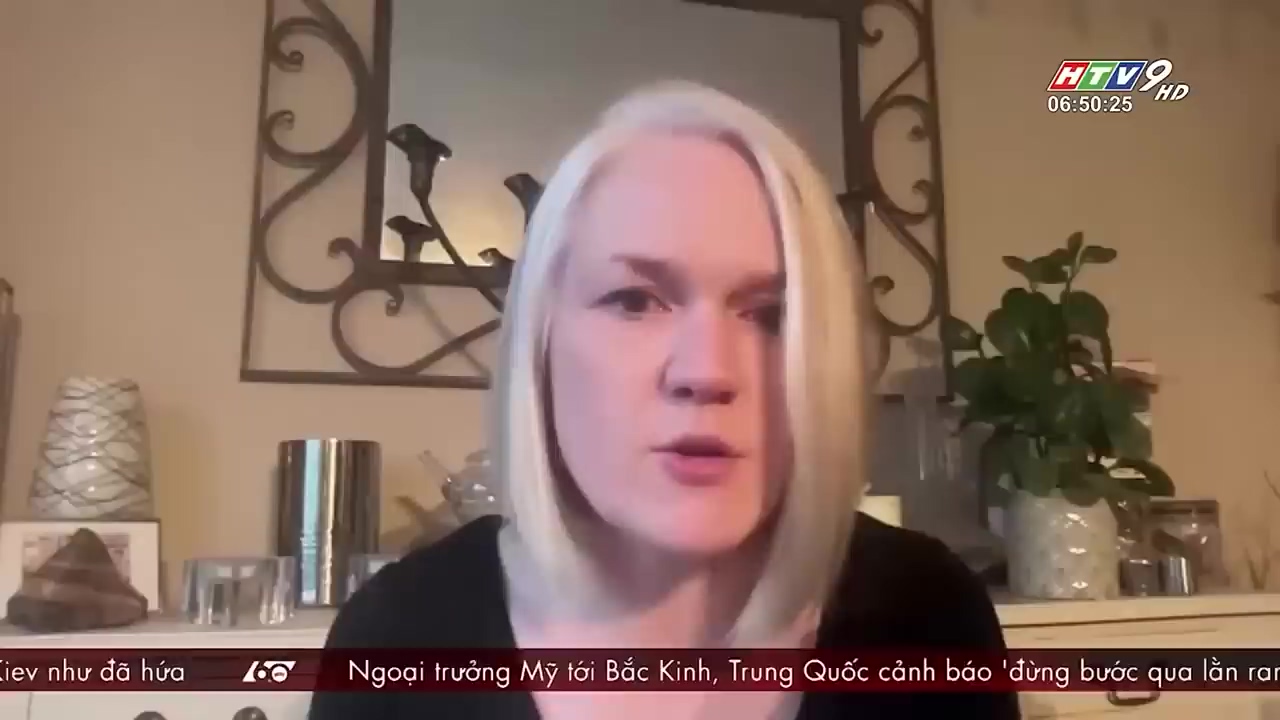 HTV9 HD
06:50:25
Kiev như đã hứa 60 Ngoại trưởng Mỹ tới Bắc Kinh, Trung Quốc cảnh báo 'đừng bước qua lằn